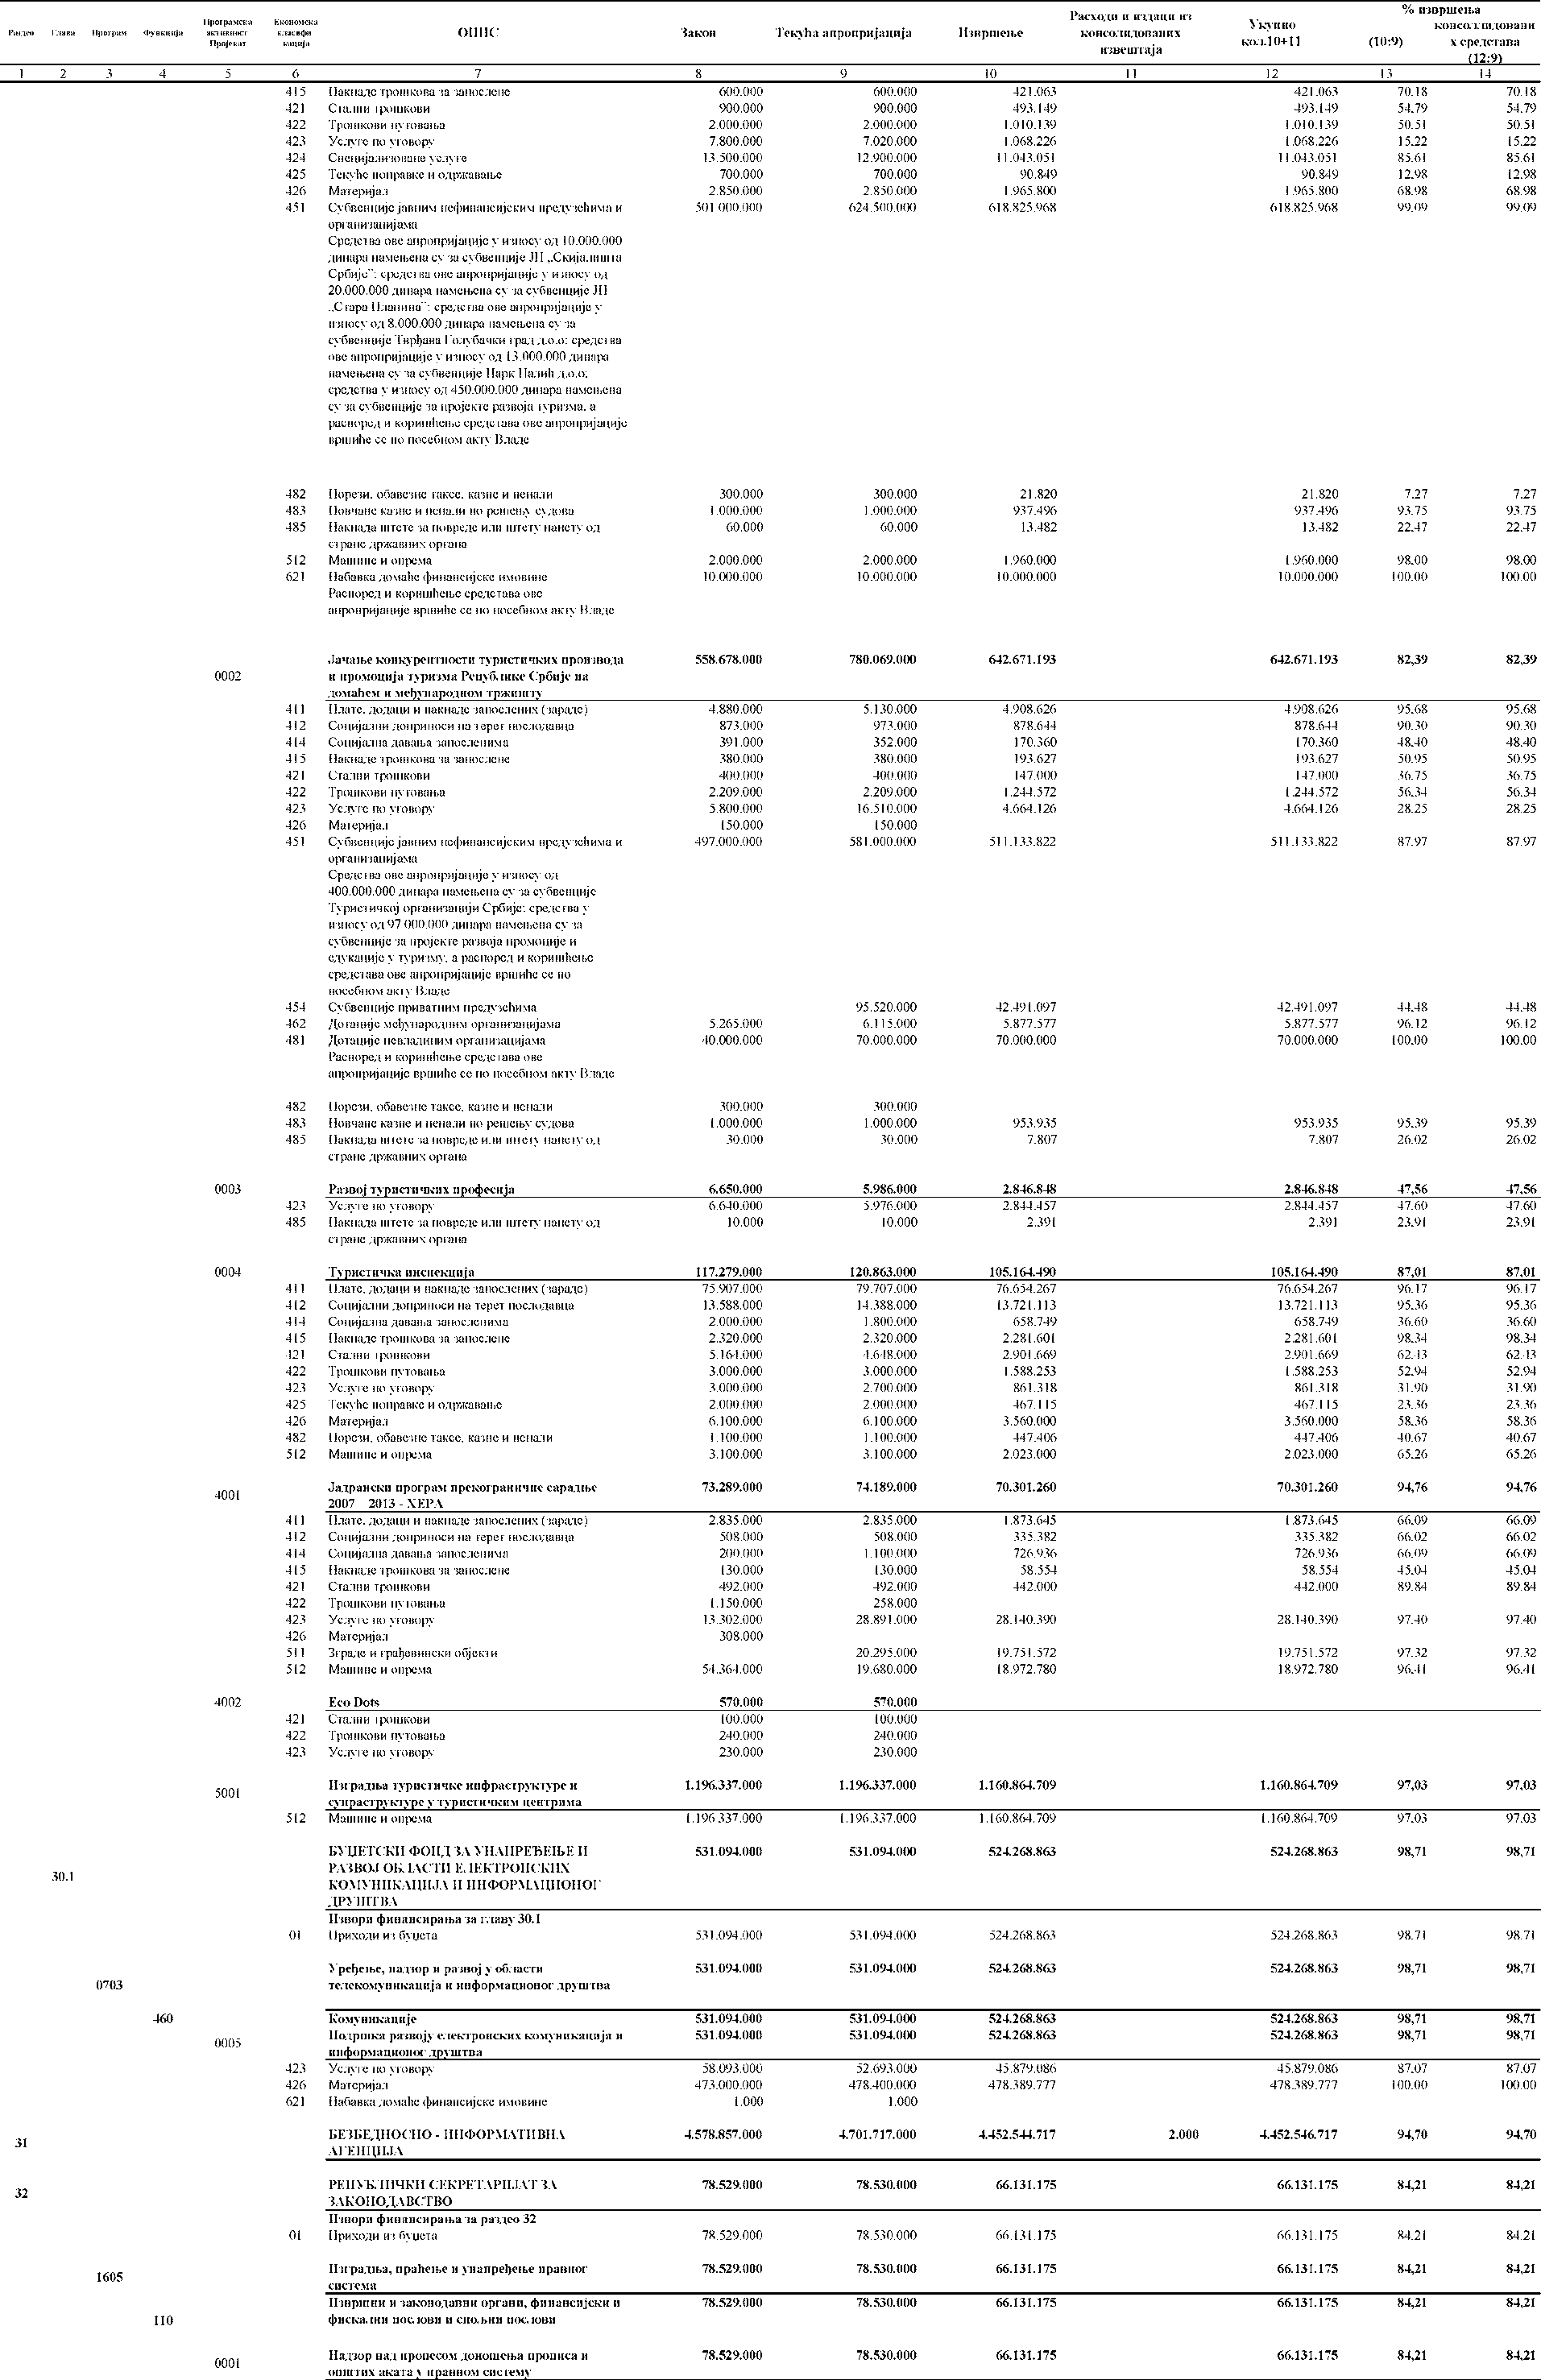 Раздео Глава Програм Функција Програмска активност Пројекат Економска класификација ОПИС Закон Текућа апропријација Извршење Расходи и издаци из консолидованих извештаја Укупно кол.10+11 % извршења (10:9) консолидовани х средстава (12:9)
1 2 3 4 5 6 7 8 9 10 11 12 13 14
415 Накнаде трошкова за запослене 600.000 600.000 421.063 421.063 70.18 70.18
421 Стални трошкови 900.000 900.000 493.149 493.149 54.79 54.79
422 Трошкови путовања 2.000.000 2.000.000 1.010.139 1.010.139 50.51 50.51
423 Услуге по уговору 7.800.000 7.020.000 1.068.226 1.068.226 15.22 15.22
424 Специјализоване услуге 13.500.000 12.900.000 11.043.051 11.043.051 85.61 85.61
425 Текуће поправке и одржавање 700.000 700.000 90.849 90.849 12.98 12.98
426 Материјал 2.850.000 2.850.000 1.965.800 1.965.800 68.98 68.98
451 Субвенције јавним нефинансијским предузећима и 501.000.000 624.500.000 618.825.968 618.825.968 99.09 99.09
организацијама
Средства ове апропријације у износу од 10.000.000
динара намењена су за субвенције ЈП „Скијалишта
Србије”; средства ове апропријације у износу од
20.000.000 динара намењена су за субвенције ЈП
„Стара Планина”; средства ове апропријације у
износу од 8.000.000 динара намењена су за
субвенције Тврђава Голубачки град д.о.о; средства
ове апропријације у износу од 13.000.000 динара
намењена су за субвенције Парк Палић д.о.о;
средства у износу од 450.000.000 динара намењена
су за субвенције за пројекте развоја туризма, а
распоред и коришћење средстава ове апропријације
вршиће се по посебном акту Владе
482 Порези, обавезне таксе, казне и пенали 300.000 300.000 21.820 21.820 7.27 7.27
483 Новчане казне и пенали по решењу судова 1.000.000 1.000.000 937.496 937.496 93.75 93.75
485 Накнада штете за повреде или штету нанету од 60.000 60.000 13.482 13.482 22.47 22.47
стране државних органа
512 Машине и опрема 2.000.000 2.000.000 1.960.000 1.960.000 98.00 98.00
621 Набавка домаће финансијске имовине 10.000.000 10.000.000 10.000.000 10.000.000 100.00 100.00
Распоред и коришћење средстава ове
апропријације вршиће се по посебном акту Владе
Јачање конкурентности туристичких производа 558.678.000 780.069.000 642.671.193 642.671.193 82,39 82,39
0002 и промоција туризма Републике Србије на
домаћем и међународном тржишту
411 Плате, додаци и накнаде запослених (зараде) 4.880.000 5.130.000 4.908.626 4.908.626 95.68 95.68
412 Социјални доприноси на терет послодавца 873.000 973.000 878.644 878.644 90.30 90.30
414 Социјална давања запосленима 391.000 352.000 170.360 170.360 48.40 48.40
415 Накнаде трошкова за запослене 380.000 380.000 193.627 193.627 50.95 50.95
421 Стални трошкови 400.000 400.000 147.000 147.000 36.75 36.75
422 Трошкови путовања 2.209.000 2.209.000 1.244.572 1.244.572 56.34 56.34
423 Услуге по уговору 5.800.000 16.510.000 4.664.126 4.664.126 28.25 28.25
426 Материјал 150.000 150.000
451 Субвенције јавним нефинансијским предузећима и 497.000.000 581.000.000 511.133.822 511.133.822 87.97 87.97
организацијама
Средства ове апропријације у износу од
400.000.000 динара намењена су за субвенције
Туристичкој организацији Србије; средства у
износу од 97.000.000 динара намењена су за
субвенције за пројекте развоја промоције и
едукације у туризму, а распоред и коришћење
средстава ове апропријације вршиће се по
посебном акту Владе
454 Субвенције приватним предузећима 95.520.000 42.491.097 42.491.097 44.48 44.48
462 Дотације међународним организацијама 5.265.000 6.115.000 5.877.577 5.877.577 96.12 96.12
481 Дотације невладиним организацијама 40.000.000 70.000.000 70.000.000 70.000.000 100.00 100.00
Распоред и коришћење средстава ове
апропријације вршиће се по посебном акту Владе
482 Порези, обавезне таксе, казне и пенали 300.000 300.000
483 Новчане казне и пенали по решењу судова 1.000.000 1.000.000 953.935 953.935 95.39 95.39
485 Накнада штете за повреде или штету нанету од 30.000 30.000 7.807 7.807 26.02 26.02
стране државних органа
0003 Развој туристичких професија 6.650.000 5.986.000 2.846.848 2.846.848 47,56 47,56
423 Услуге по уговору 6.640.000 5.976.000 2.844.457 2.844.457 47.60 47.60
485 Накнада штете за повреде или штету нанету од 10.000 10.000 2.391 2.391 23.91 23.91
стране државних органа
0004 Туристичка инспекција 117.279.000 120.863.000 105.164.490 105.164.490 87,01 87,01
411 Плате, додаци и накнаде запослених (зараде) 75.907.000 79.707.000 76.654.267 76.654.267 96.17 96.17
412 Социјални доприноси на терет послодавца 13.588.000 14.388.000 13.721.113 13.721.113 95.36 95.36
414 Социјална давања запосленима 2.000.000 1.800.000 658.749 658.749 36.60 36.60
415 Накнаде трошкова за запослене 2.320.000 2.320.000 2.281.601 2.281.601 98.34 98.34
421 Стални трошкови 5.164.000 4.648.000 2.901.669 2.901.669 62.43 62.43
422 Трошкови путовања 3.000.000 3.000.000 1.588.253 1.588.253 52.94 52.94
423 Услуге по уговору 3.000.000 2.700.000 861.318 861.318 31.90 31.90
425 Текуће поправке и одржавање 2.000.000 2.000.000 467.115 467.115 23.36 23.36
426 Материјал 6.100.000 6.100.000 3.560.000 3.560.000 58.36 58.36
482 Порези, обавезне таксе, казне и пенали 1.100.000 1.100.000 447.406 447.406 40.67 40.67
512 Машине и опрема 3.100.000 3.100.000 2.023.000 2.023.000 65.26 65.26
4001 Јадрански програм прекограничне сарадње 73.289.000 74.189.000 70.301.260 70.301.260 94,76 94,76
2007 - 2013 - ХЕРА
411 Плате, додаци и накнаде запослених (зараде) 2.835.000 2.835.000 1.873.645 1.873.645 66.09 66.09
412 Социјални доприноси на терет послодавца 508.000 508.000 335.382 335.382 66.02 66.02
414 Социјална давања запосленима 200.000 1.100.000 726.936 726.936 66.09 66.09
415 Накнаде трошкова за запослене 130.000 130.000 58.554 58.554 45.04 45.04
421 Стални трошкови 492.000 492.000 442.000 442.000 89.84 89.84
422 Трошкови путовања 1.150.000 258.000
423 Услуге по уговору 13.302.000 28.891.000 28.140.390 28.140.390 97.40 97.40
426 Материјал 308.000
511 Зграде и грађевински објекти 20.295.000 19.751.572 19.751.572 97.32 97.32
512 Машине и опрема 54.364.000 19.680.000 18.972.780 18.972.780 96.41 96.41
4002 Eco Dots 570.000 570.000
421 Стални трошкови 100.000 100.000
422 Трошкови путовања 240.000 240.000
423 Услуге по уговору 230.000 230.000
5001 Изградња туристичке инфраструктуре и 1.196.337.000 1.196.337.000 1.160.864.709 1.160.864.709 97,03 97,03
супраструктуре у туристичким центрима
512 Машине и опрема 1.196.337.000 1.196.337.000 1.160.864.709 1.160.864.709 97.03 97.03
БУЏЕТСКИ ФОНД ЗА УНАПРЕЂЕЊЕ И 531.094.000 531.094.000 524.268.863 524.268.863 98,71 98,71
30.1 РАЗВОЈ ОБЛАСТИ ЕЛЕКТРОНСКИХ
КОМУНИКАЦИЈА И ИНФОРМАЦИОНОГ
ДРУШТВА
Извори финансирања за главу 30.1
01 Приходи из буџета 531.094.000 531.094.000 524.268.863 524.268.863 98.71 98.71
Уређење, надзор и развој у области 531.094.000 531.094.000 524.268.863 524.268.863 98,71 98,71
0703 телекомуникација и информационог друштва
460 Комуникације 531.094.000 531.094.000 524.268.863 524.268.863 98,71 98,71
0005 Подршка развоју електронских комуникација и 531.094.000 531.094.000 524.268.863 524.268.863 98,71 98,71
информационог друштва
423 Услуге по уговору 58.093.000 52.693.000 45.879.086 45.879.086 87.07 87.07
426 Материјал 473.000.000 478.400.000 478.389.777 478.389.777 100.00 100.00
621 Набавка домаће финансијске имовине 1.000 1.000
31 БЕЗБЕДНОСНО - ИНФОРМАТИВНА 4.578.857.000 4.701.717.000 4.452.544.717 2.000 4.452.546.717 94,70 94,70
АГЕНЦИЈА
32 РЕПУБЛИЧКИ СЕКРЕТАРИЈАТ ЗА 78.529.000 78.530.000 66.131.175 66.131.175 84,21 84,21
ЗАКОНОДАВСТВО
Извори финансирања за раздео 32
01 Приходи из буџета 78.529.000 78.530.000 66.131.175 66.131.175 84.21 84.21
1605 Изградња, праћење и унапређење правног 78.529.000 78.530.000 66.131.175 66.131.175 84,21 84,21
система
Извршни и законодавни органи, финансијски и 78.529.000 78.530.000 66.131.175 66.131.175 84,21 84,21
110 фискални послови и спољни послови
0001 Надзор над процесом доношења прописа и 78.529.000 78.530.000 66.131.175 66.131.175 84,21 84,21
општих аката у правном систему